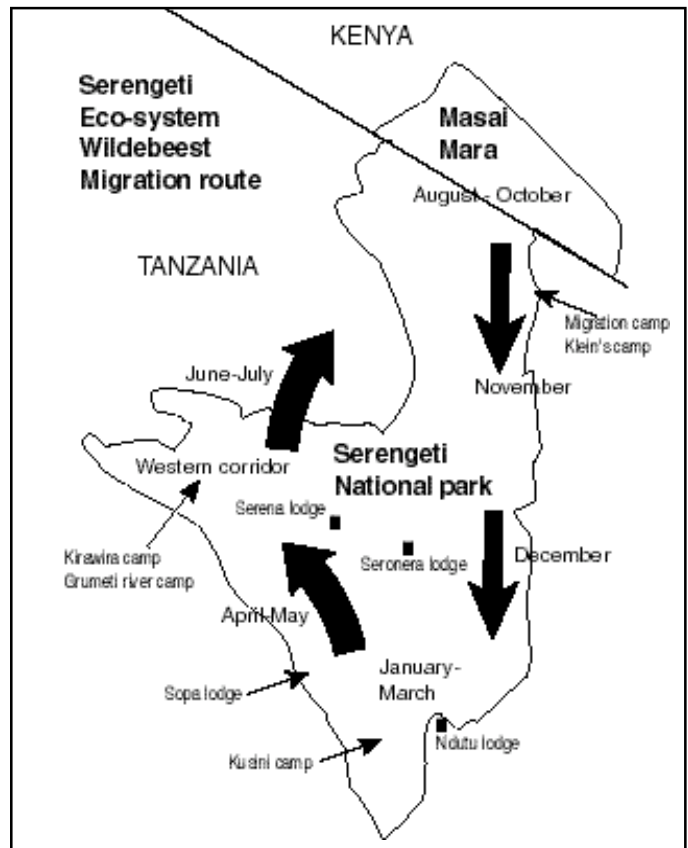 KENYA
Serengeti
Eco-system
Wildebeest
Migration route
Masai
Mara
August - October
TANZANIA
Migration camp
Klein's camp
June-July
November
Western corridor
Serengeti
National park
Serena lodge
Seronera lodge
December
Kirawira camp
Grumeti river camp
April-May
January-
March
Sopa lodge
Ndutu lodge
Kusini camp